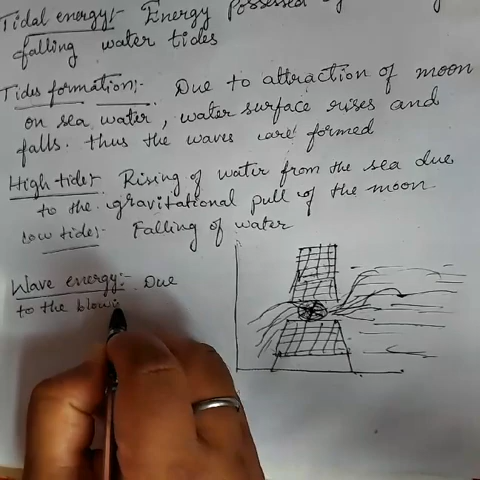 Tidal energy:- Energy Possessed by
falling water tides
Tides formation:- Due to attraction of moon
on sea water, water surface rises and
falls. thus the waves are formed
High tide:- Rising of water from the sea due
to the gravitational pull of the moon
Low tide:- Falling of water
Wave energy:- Due
to the blowi